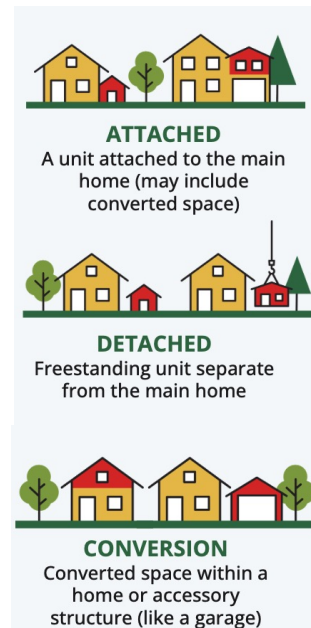 ATTACHED
A unit attached to the main
home (may include
converted space)
DETACHED
Freestanding unit separate
from the main home
CONVERSION
Converted space within a
home or accessory
structure (like a garage)